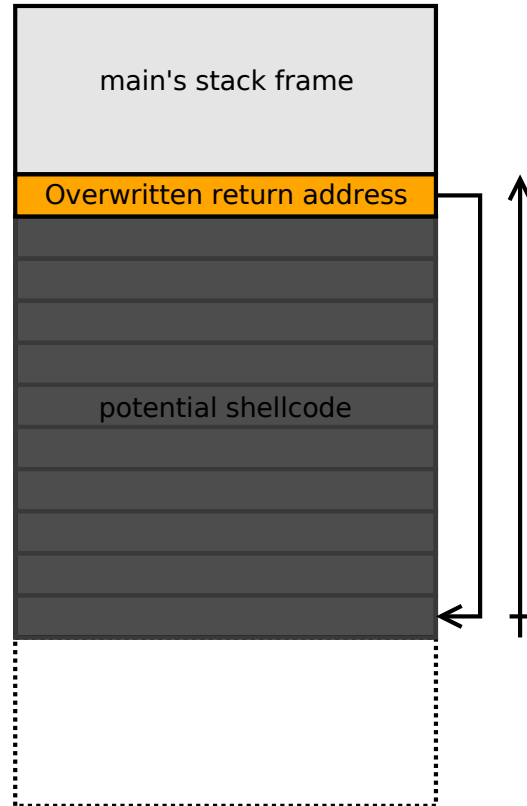 main's stack frame
Overwritten return address
potential shellcode